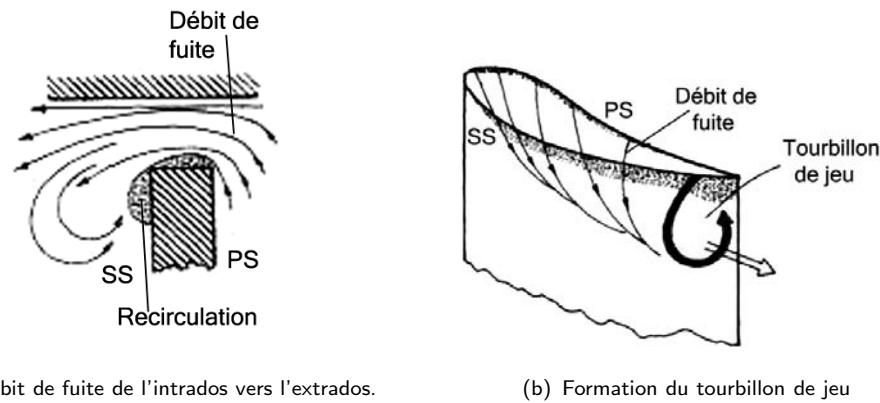 Débit de
fuite
SS
PS
Recirculation
PS
Débit de
fuite
SS
Tourbillon
de jeu
bit de fuite de l'intrados vers l'extrados.
(b) Formation du tourbillon de jeu